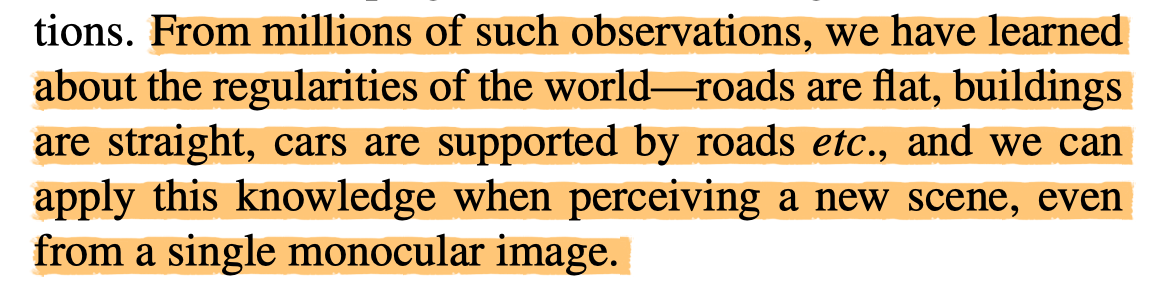 tions. From millions of such observations, we have learned
about the regularities of the world—roads are flat, buildings
are straight, cars are supported by roads etc., and we can
apply this knowledge when perceiving a new scene, even
from a single monocular image.